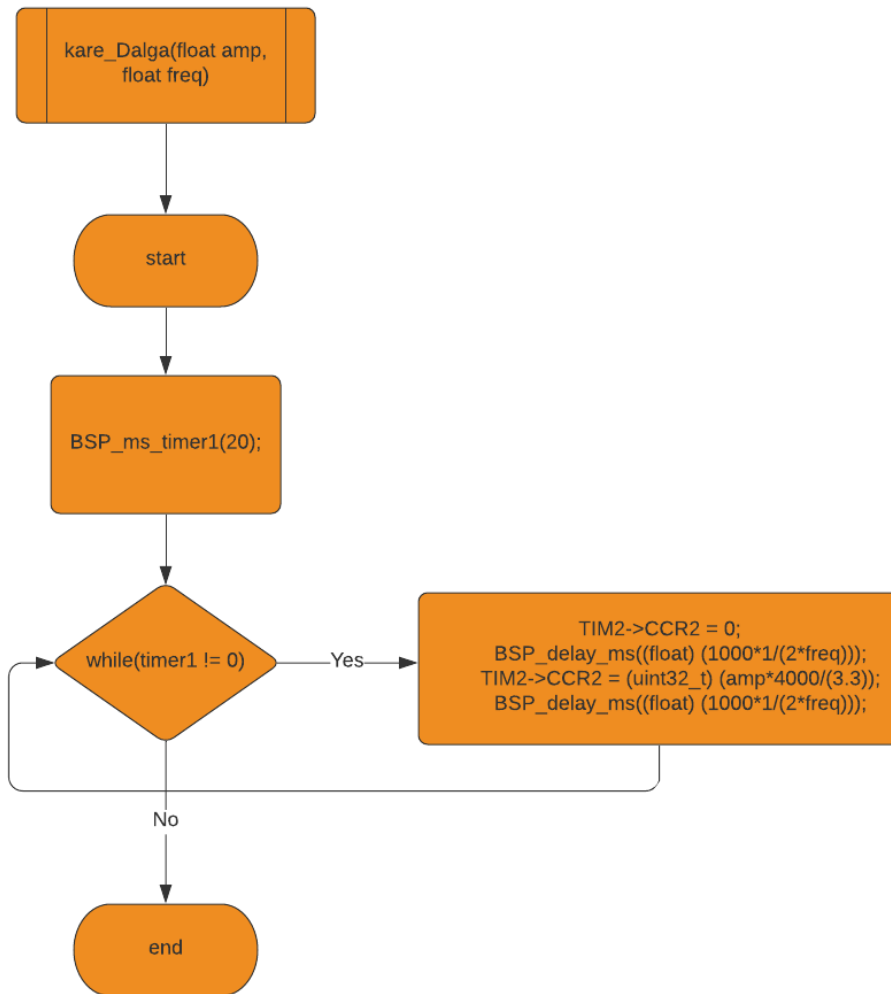 kare_Dalga(float amp,
float freq)
start
BSP_ms_timer1(20);
while(timer1 != 0)
Yes
TIM2->CCR2 = 0;
BSP_delay_ms((float) (1000*1/(2*freq)));
TIM2->CCR2 = (uint32_t) (amp*4000/(3.3));
BSP_delay_ms((float) (1000*1/(2*freq)));
No
end